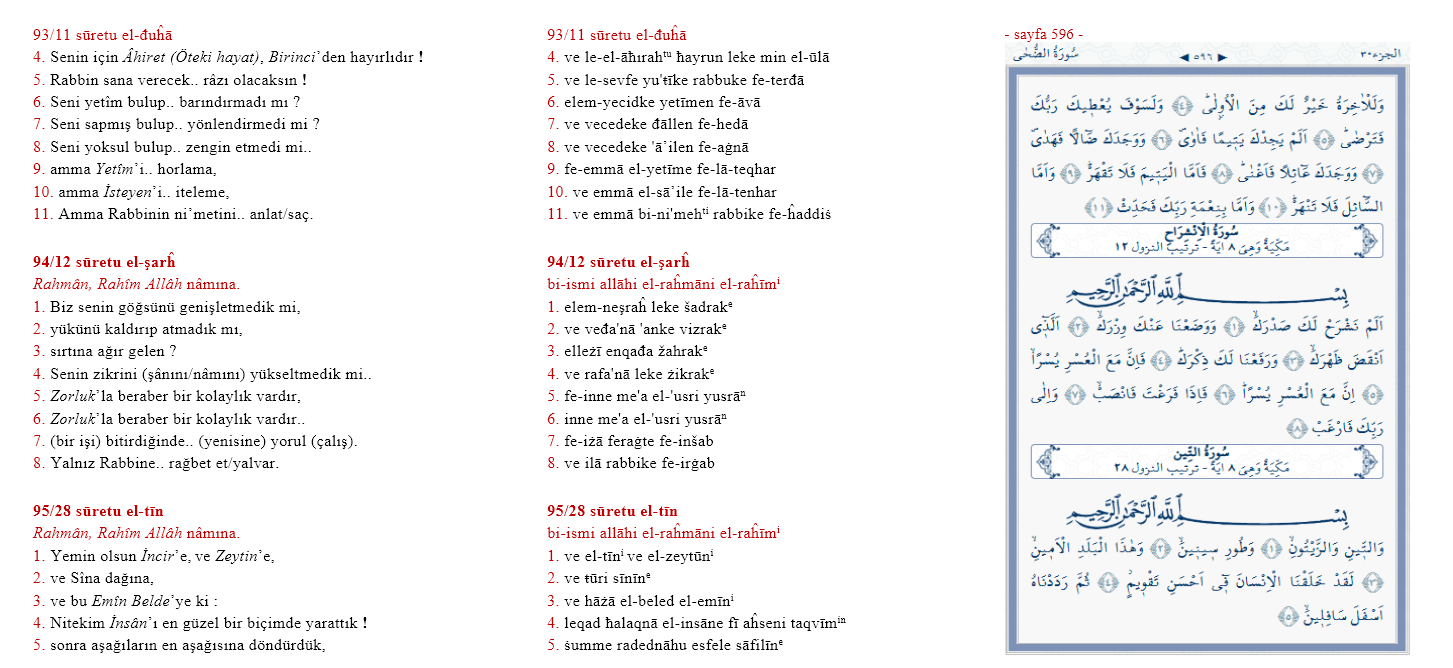 93/11 sūretu el-đuĥā
4. Senin için Âhiret (Öteki hayat), Birinci’den hayırlıdır !
5. Rabbin sana verecek.. râzı olacaksın !
6. Seni yetîm bulup.. barındırmadı mı ?
7. Seni sapmış bulup.. yönlendirmedi mi ?
8. Seni yoksul bulup.. zengin etmedi mi..
9. amma Yetîm’i.. horlama,
10. amma İsteyen’i.. iteleme,
11. Amma Rabbinin ni’metini.. anlat/saç.
94/12 sūretu el-şarĥ
Rahmân, Rahîm Allâh nâmına.
1. Biz senin göğsünü genişletmedik mi,
2. yükünü kaldırıp atmadık mı,
3. sırtına ağır gelen ?
4. Senin zikrini (şânını/nâmını) yükseltmedik mi..
5. Zorluk’la beraber bir kolaylık vardır,
6. Zorluk’la beraber bir kolaylık vardır..
7. (bir işi) bitirdiğinde.. (yenisine) yorul (çalış).
8. Yalnız Rabbine.. rağbet et/yalvar.
95/28 sūretu el-tīn
Rahmân, Rahîm Allâh nâmına.
1. Yemin olsun İncir’e, ve Zeytin’e,
2. ve Sîna dağına,
3. ve bu Emîn Belde’ye ki :
4. Nitekim İnsân’ı en güzel bir biçimde yarattık !
5. sonra aşağıların en aşağısına döndürdük,
93/11 sūretu el-đuĥā
4. ve le-el-āħırahᵗᵘ ħayrun leke min el-ūlā
5. ve le-sevfe yu'ŧīke rabbuke fe-terđā
6. elem-yecidke yetīmen fe-āvā
7. ve vecedeke đāllen fe-hedā
8. ve vecedeke 'ā’ilen fe-aġnā
9. fe-emmā el-yetīme fe-lā-teqhar
10. ve emmā el-sā’ile fe-lā-tenhar
11. ve emmā bi-ni'mehᵗⁱ rabbike fe-ĥaddiṡ
94/12 sūretu el-şarĥ
bi-ismi allāhi el-raĥmāni el-raĥīmⁱ
1. elem-neşraĥ leke šadrakᵉ
2. ve veđa'nā 'anke vizrakᵉ
3. elleżī enqađa žahrakᵉ
4. ve rafa'nā leke żikrakᵉ
5. fe-inne me'a el-'usri yusrāⁿ
6. inne me'a el-'usri yusrāⁿ
7. fe-iżā feraġte fe-inšab
8. ve ilā rabbike fe-irġab
95/28 sūretu el-tīn
bi-ismi allāhi el-raĥmāni el-raĥīmⁱ
1. ve el-tīnⁱ ve el-zeytūnⁱ
2. ve ŧūri sīnīnᵉ
3. ve hāżā el-beled el-emīnⁱ
4. leqad ħalaqnā el-insāne fī aĥseni taqvīmⁱⁿ
5. ṡumme radednāhu esfele sāfilīnᵉ
- sayfa 596 -
الجزء ٣٠ ◀ ٥٩٦ ▶ سُورَةُ الضُّحٰى
وَلَلْاٰخِرَةُ خَيْرٌ لَكَ مِنَ الْاُو۫لٰىۜ ﴿٤﴾ وَلَسَوْفَ يُعْط۪يكَ رَبُّكَ
فَتَرْضٰىۜ ﴿٥﴾ اَلَمْ يَجِدْكَ يَت۪يمًا فَاٰوٰىۖ ﴿٦﴾ وَوَجَدَكَ ضَٓالًّا فَهَدٰىۖ
﴿٧﴾ وَوَجَدَكَ عَٓائِلًا فَاَغْنٰىۜ ﴿٨﴾ فَاَمَّا الْيَت۪يمَ فَلَا تَقْهَرْۜ ﴿٩﴾ وَاَمَّا
السَّٓائِلَ فَلَا تَنْهَرْۜ ﴿١٠﴾ وَاَمَّا بِنِعْمَةِ رَبِّكَ فَحَدِّثْ ﴿١١﴾
سُورَةُ الْاِنْشِرَاحِ
مَكِّيَّةٌ وَهِيَ ٨ اٰيَةً - ترتيب النزول ١٢
بِسْمِ اللّٰهِ الرَّحْمٰنِ الرَّح۪يمِ
اَلَمْ نَشْرَحْ لَكَ صَدْرَكَۙ ﴿١﴾ وَوَضَعْنَا عَنْكَ وِزْرَكَۙ ﴿٢﴾ اَلَّذ۪ٓي
اَنْقَضَ ظَهْرَكَۙ ﴿٣﴾ وَرَفَعْنَا لَكَ ذِكْرَكَۜ ﴿٤﴾ فَاِنَّ مَعَ الْعُسْرِ يُسْرًاۙ
﴿٥﴾ اِنَّ مَعَ الْعُسْرِ يُسْرًاۜ ﴿٦﴾ فَاِذَا فَرَغْتَ فَانْصَبْۙ ﴿٧﴾ وَاِلٰى
رَبِّكَ فَارْغَبْ ﴿٨﴾
سُورَةُ التّ۪ينِ
مَكِّيَّةٌ وَهِيَ ٨ اٰيَةً - ترتيب النزول ٢٨
بِسْمِ اللّٰهِ الرَّحْمٰنِ الرَّح۪يمِ
وَالتّ۪ينِ وَالزَّيْتُونِۙ ﴿١﴾ وَطُورِ س۪ين۪ينَۙ ﴿٢﴾ وَهٰذَا الْبَلَدِ الْاَم۪ينِۙ
﴿٣﴾ لَقَدْ خَلَقْنَا الْاِنْسَانَ ف۪ٓي اَحْسَنِ تَقْو۪يمٍۘ ﴿٤﴾ ثُمَّ رَدَدْنَاهُ
اَسْفَلَ سَافِل۪ينَۙ ﴿٥﴾